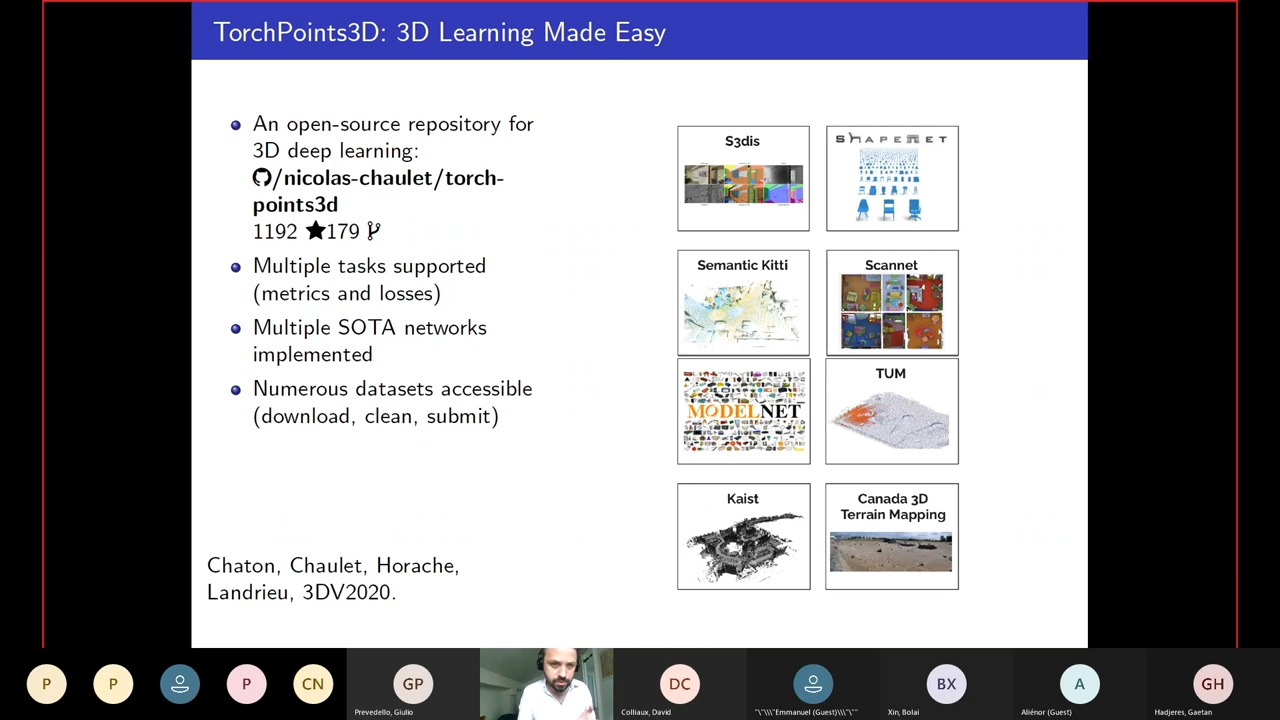 TorchPoints3D: 3D Learning Made Easy
An open-source repository for
3D deep learning:
/nicolas-chaulet/torch-
points3d
1192 ★179
Multiple tasks supported
(metrics and losses)
Multiple SOTA networks
implemented
Numerous datasets accessible
(download, clean, submit)
Chaton, Chaulet, Horache,
Landrieu, 3DV2020.
S3dis
SHAPENET
Semantic Kitti
Scannet
MODELNET
TUM
Kaist
Canada 3D
Terrain Mapping
P
P
P
CN
GP
DC
BX
A
GH
Prevedello, Giulio
Colliaux, David
"\"\\\"Emmanuel (Guest)\\\"\""
Xin, Bolai
Aliénor (Guest)
Hadjeres, Gaetan